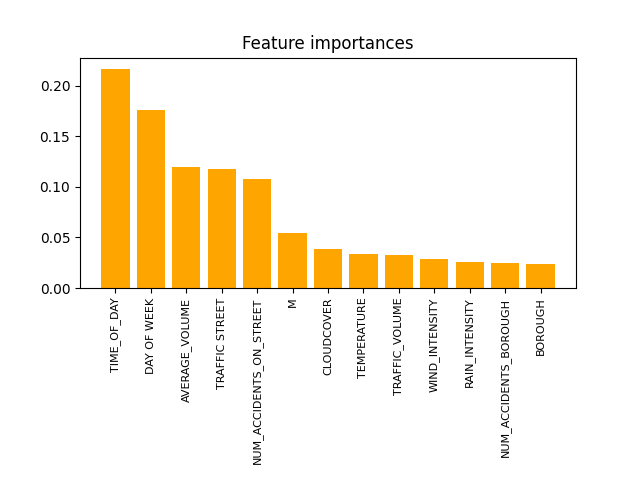 Feature importances
0.20
0.15
0.10
0.05
0.00
TIME_OF_DAY
DAY OF WEEK
AVERAGE_VOLUME
TRAFFIC STREET
NUM_ACCIDENTS_ON_STREET
M
CLOUDCOVER
TEMPERATURE
TRAFFIC_VOLUME
WIND_INTENSITY
RAIN_INTENSITY
NUM_ACCIDENTS_BOROUGH
BOROUGH